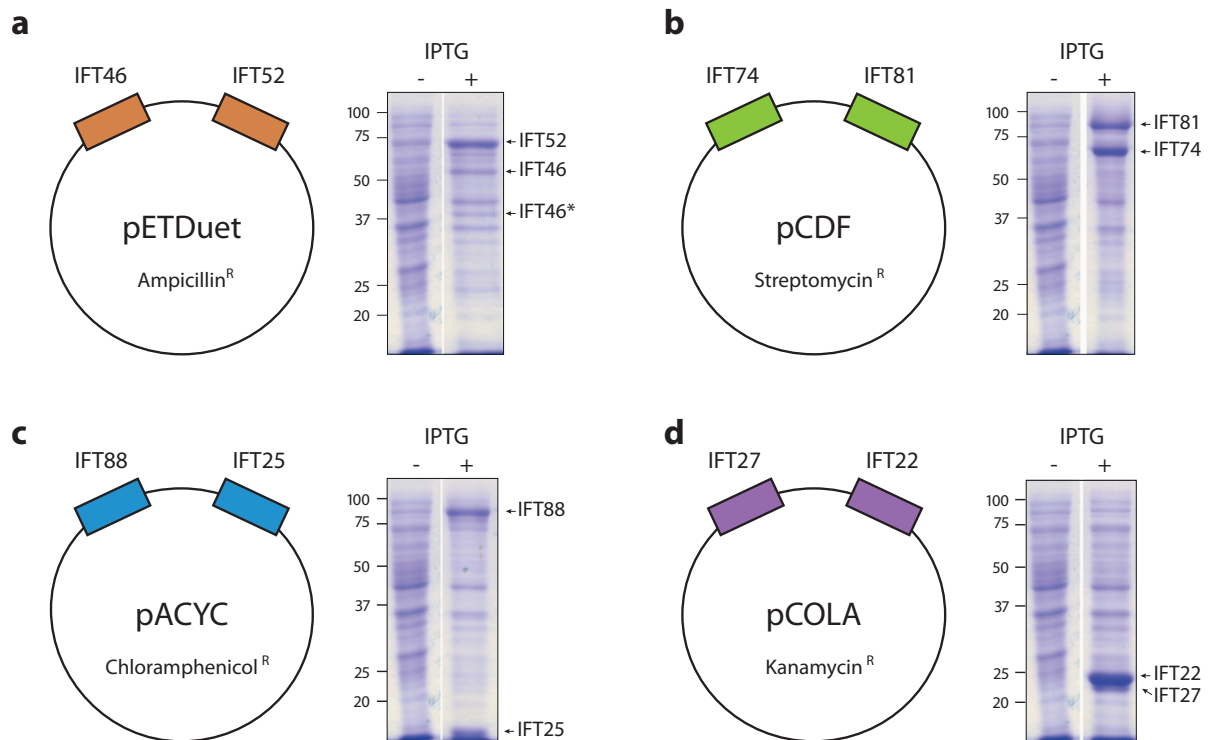 a
IPTG
IFT46 IFT52
- +
100
75
50
37
25
20
IFT52
IFT46
IFT46*
pETDuet
Ampicillin R
b
IPTG
IFT74 IFT81
- +
100
75
50
37
25
20
IFT81
IFT74
pCDF
Streptomycin R
c
IPTG
IFT88 IFT25
- +
100
75
50
37
25
20
IFT88
IFT25
pACYC
Chloramphenicol R
d
IPTG
IFT27 IFT22
- +
100
75
50
37
25
20
IFT22
IFT27
pCOLA
Kanamycin R